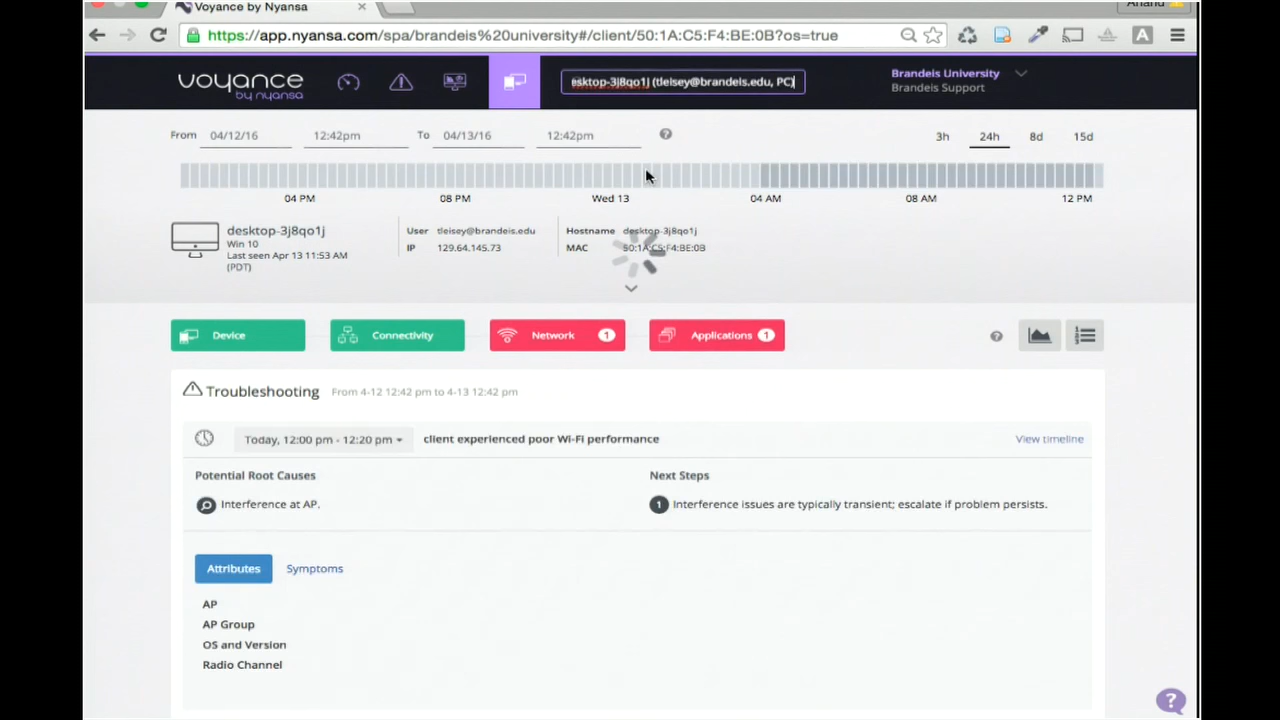 Voyance by Nyansa
Anand
https://app.nyansa.com/spa/brandeis%20university#/client/50:1A:C5:F4:BE:0B?os=true
A
voyance
by nyansa
esktop-3j8qo1j (tleisey@brandeis.edu, PC)
Brandeis University
Brandeis Support
From 04/12/16 12:42pm To 04/13/16 12:42pm ?
3h 24h 8d 15d
04 PM 08 PM Wed 13 04 AM 08 AM 12 PM
desktop-3j8qo1j
Win 10
Last seen Apr 13 11:53 AM
(PDT)
User tleisey@brandeis.edu
IP 129.64.145.73
Hostname desktop-3j8qo1j
MAC 50:1A:C5:F4:BE:0B
Device Connectivity Network 1 Applications 1 ?
Troubleshooting From 4-12 12:42 pm to 4-13 12:42 pm
Today, 12:00 pm - 12:20 pm client experienced poor Wi-Fi performance View timeline
Potential Root Causes
Interference at AP.
Next Steps
1 Interference issues are typically transient; escalate if problem persists.
Attributes Symptoms
AP
AP Group
OS and Version
Radio Channel
?